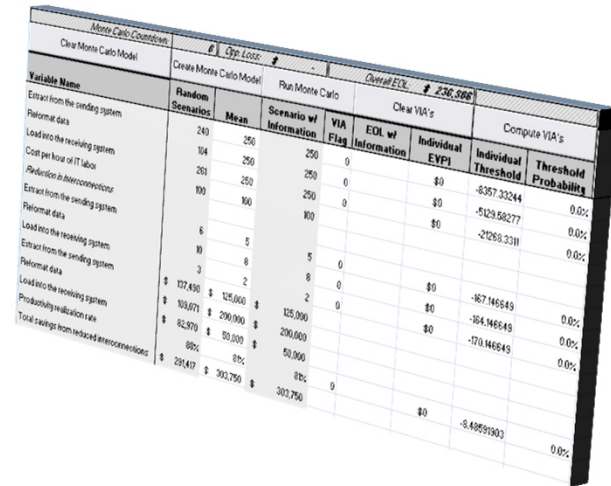 Monte Carlo Countdown: 0 Opp. Loss: $ - Overall EOL: $ 236,366
Clear Monte Carlo Model Create Monte Carlo Model Run Monte Carlo Clear VIA's Compute VIA's
Variable Name Random Scenarios Mean Scenario w/ Information VIA Flag EOL w/ Information Individual EVPI Individual Threshold Threshold Probability
Extract from the sending system 240 250 250 0 $0 -8357.33244 0.0%
Reformat data 104 250 250 0 $0 -5129.58277 0.0%
Load into the receiving system 261 250 250 0 $0 -21268.3311 0.0%
Cost per hour of IT labor 100 100 100
Reduction in Interconnections
Extract from the sending system 6 5 5 0 $0 -167.146649 0.0%
Reformat data 10 8 8 0 $0 -164.146649 0.0%
Load into the receiving system 3 2 2 0 $0 -170.146649 0.0%
Extract from the sending system $ 137,490 $ 125,000 $ 125,000
Reformat data $ 109,071 $ 200,000 $ 200,000
Load into the receiving system $ 62,970 $ 50,000 $ 50,000
Productivity realization rate 88% 81% 81% 0 $0 -8.48591903 0.0%
Total savings from reduced interconnections $ 291,417 $ 303,750 $ 303,750